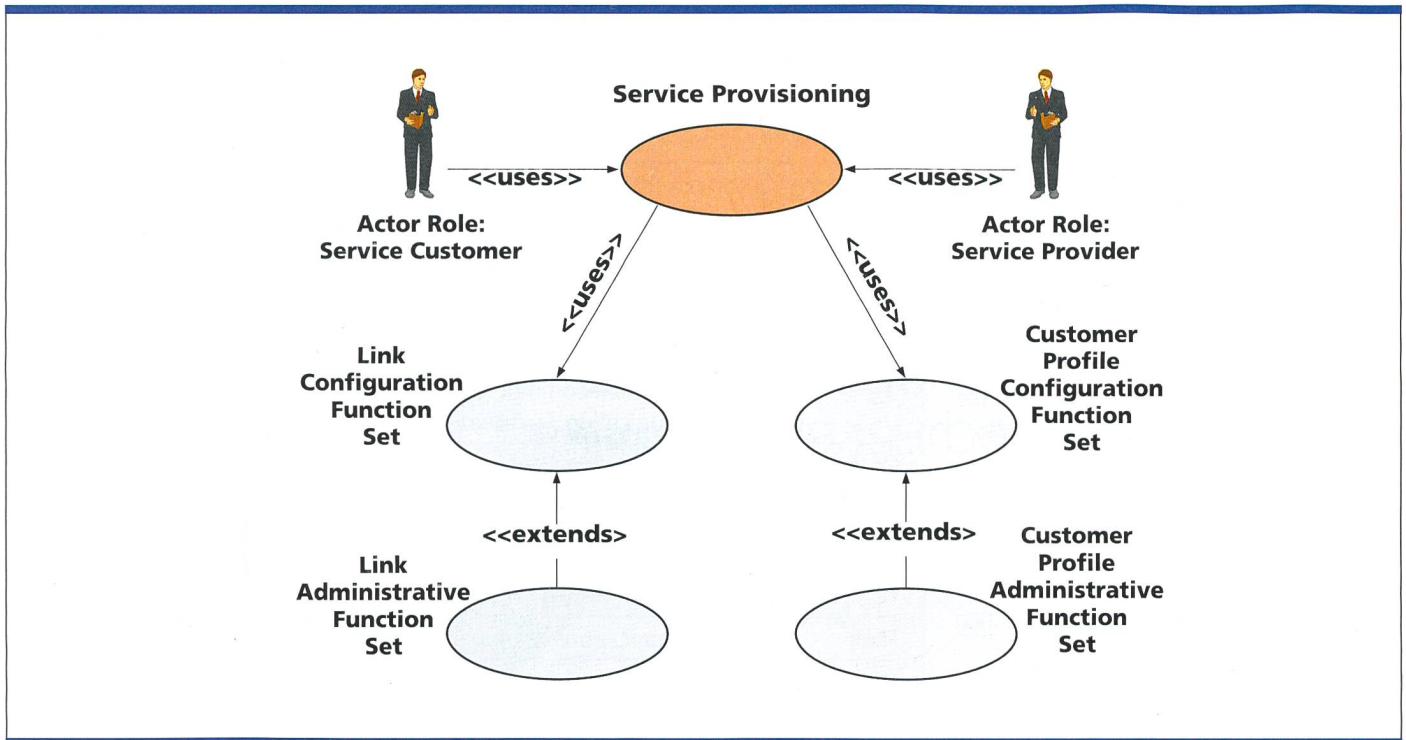 Service Provisioning
<<uses>>
<<uses>>
Actor Role:
Service Customer
Actor Role:
Service Provider
<<uses>>
<<uses>>
Link
Configuration
Function
Set
Customer
Profile
Configuration
Function
Set
<<extends>
<<extends>
Link
Administrative
Function
Set
Customer
Profile
Administrative
Function
Set